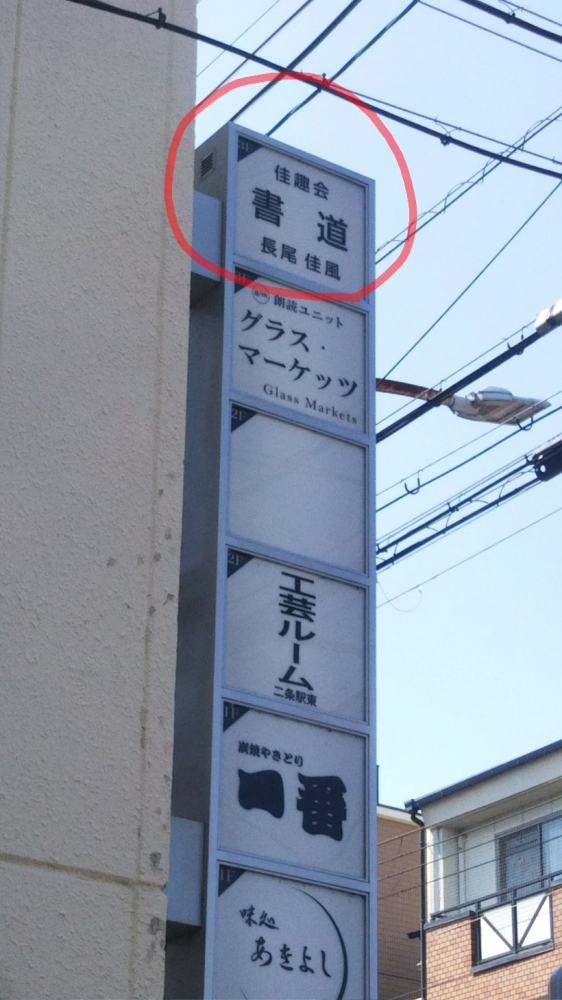 3F
佳趣会
書道
長尾佳風
朗読ユニット
グラス・
マーケッツ
Glass Markets
2F
2F
工芸ルーム
二条駅東
1F
炭焼やきとり
一番
1F
味処
あきよし